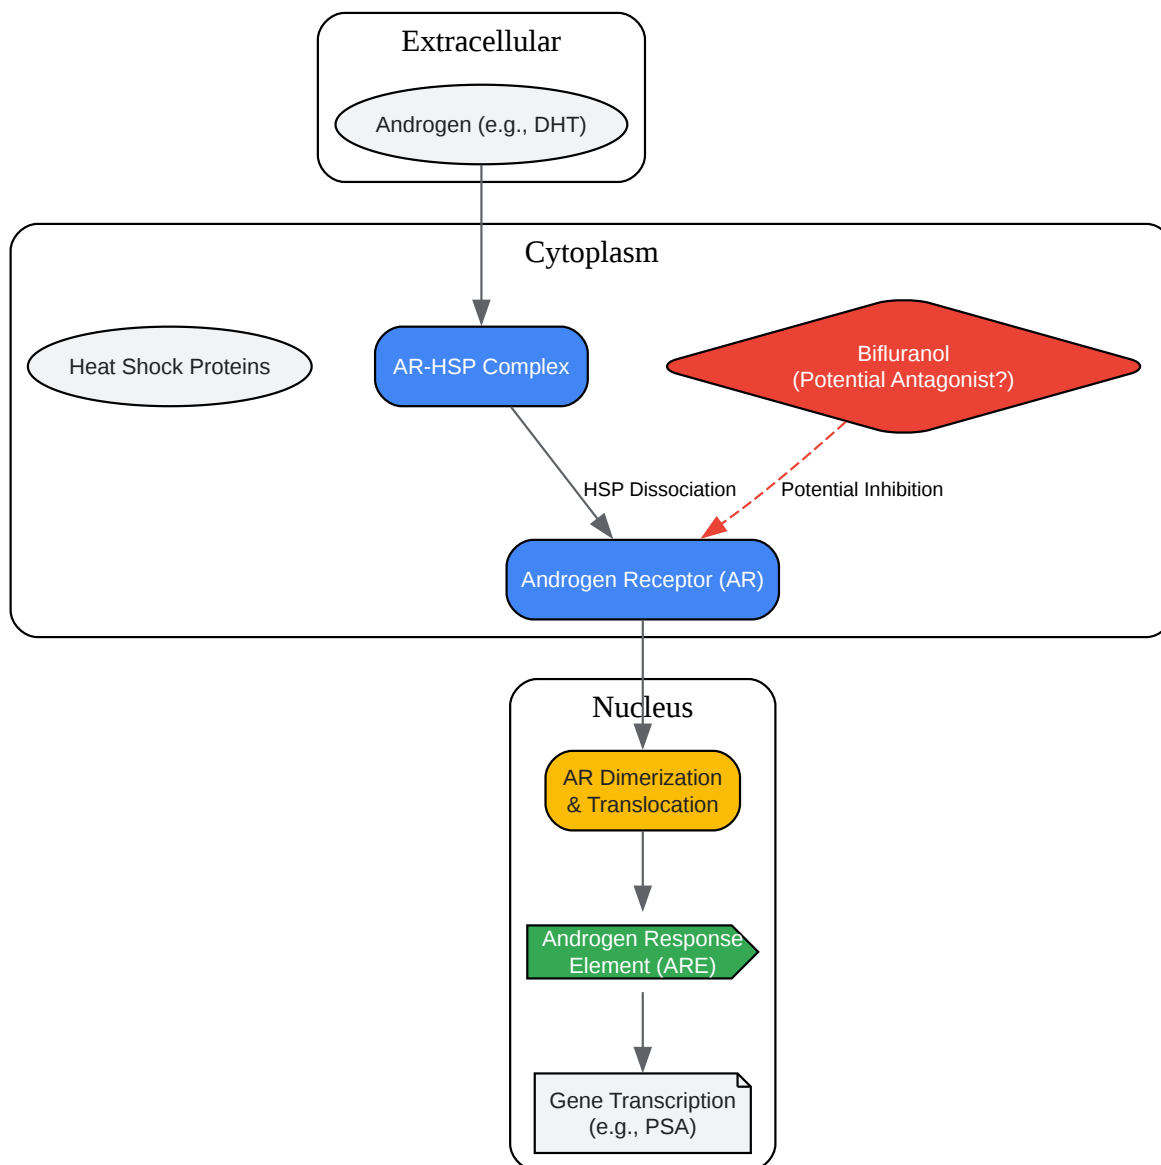 Extracellular
Androgen (e.g., DHT)
Cytoplasm
Heat Shock Proteins
AR-HSP Complex
Bifluranol
(Potential Antagonist?)
HSP Dissociation
Potential Inhibition
Androgen Receptor (AR)
Nucleus
AR Dimerization
& Translocation
Androgen Response
Element (ARE)
Gene Transcription
(e.g., PSA)